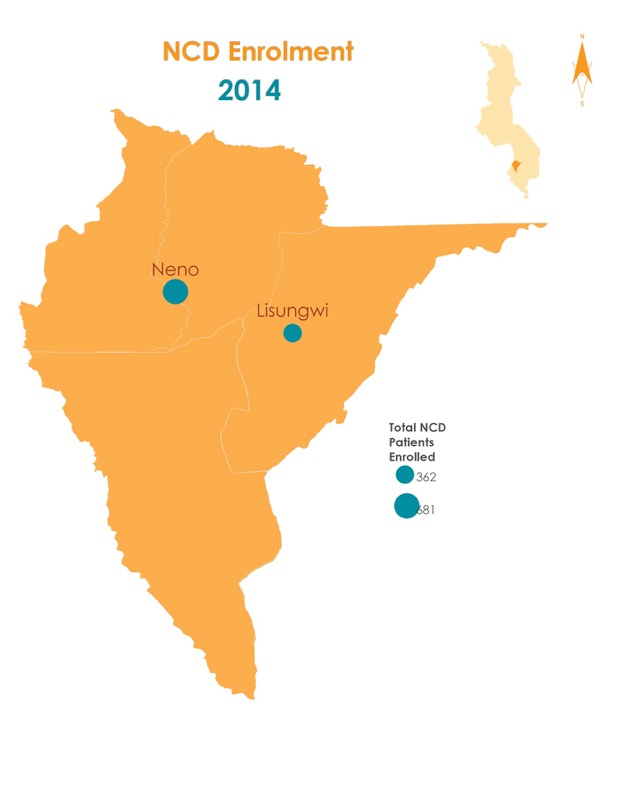 NCD Enrolment
2014
N
S
Neno
Lisungwi
Total NCD
Patients
Enrolled
362
681